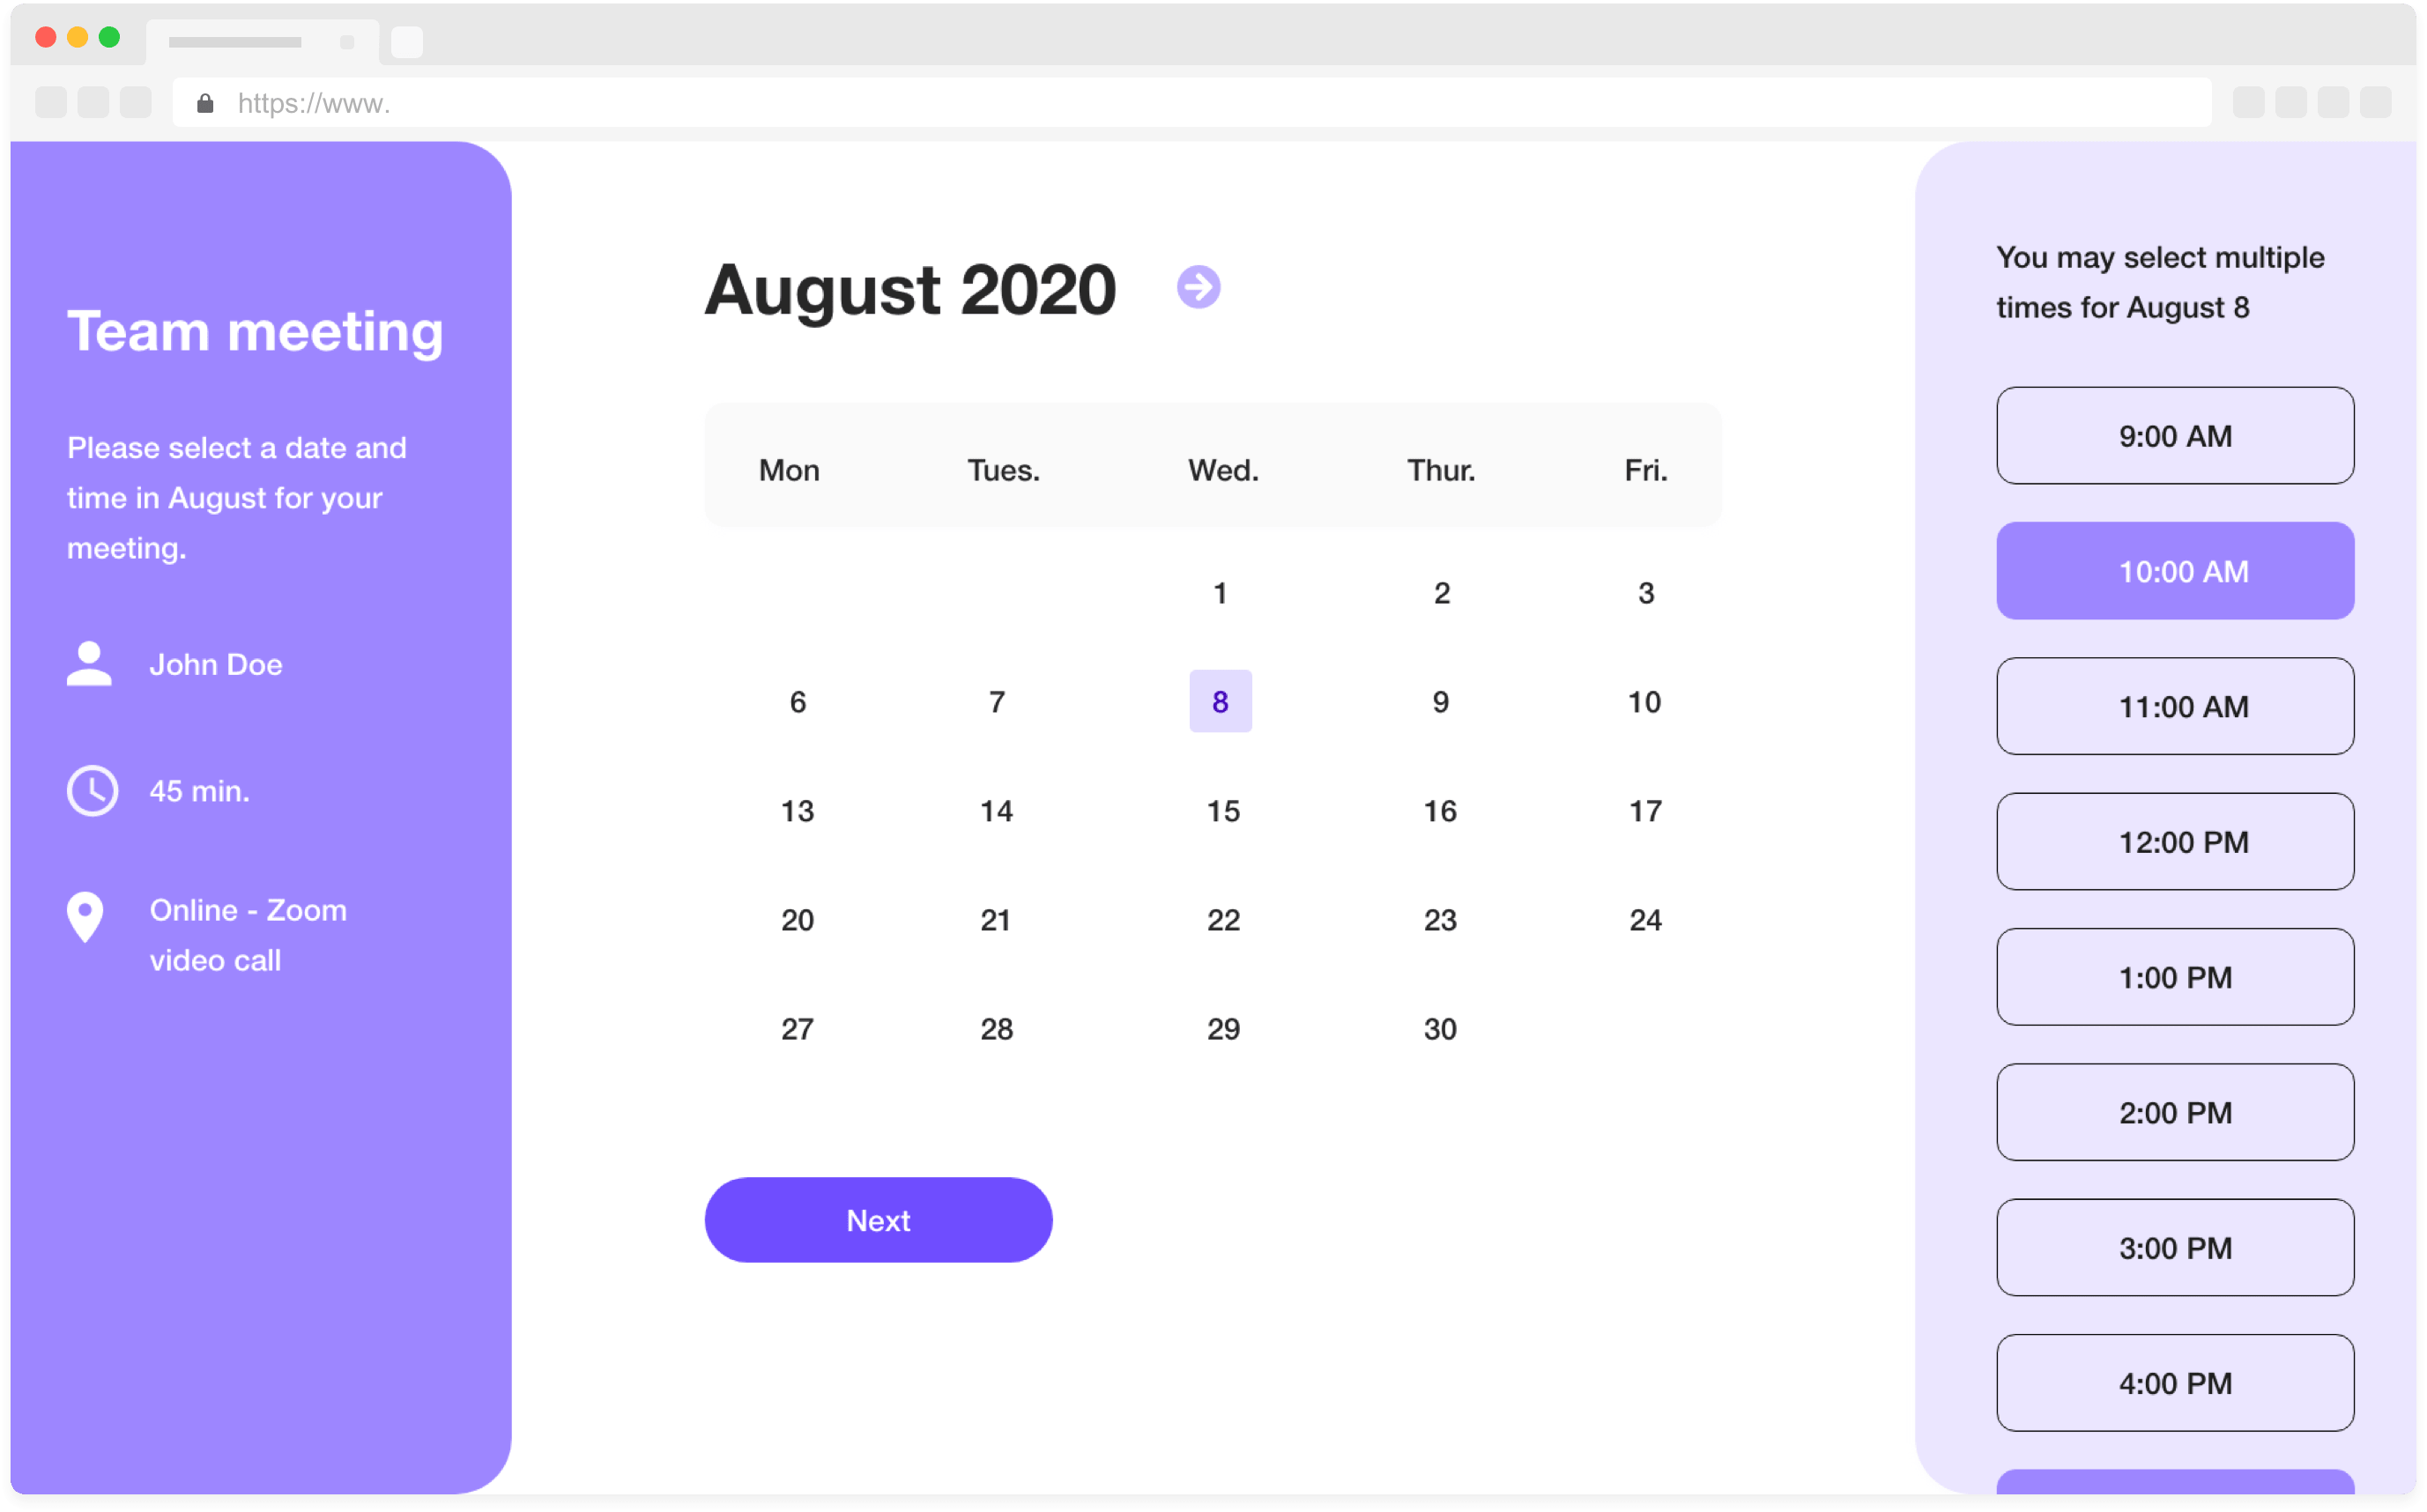 https://www.
Team meeting
Please select a date and
time in August for your
meeting.
John Doe
45 min.
Online - Zoom
video call
August 2020
Mon Tues. Wed. Thur. Fri.
1 2 3
6 7 8 9 10
13 14 15 16 17
20 21 22 23 24
27 28 29 30
Next
You may select multiple
times for August 8
9:00 AM
10:00 AM
11:00 AM
12:00 PM
1:00 PM
2:00 PM
3:00 PM
4:00 PM